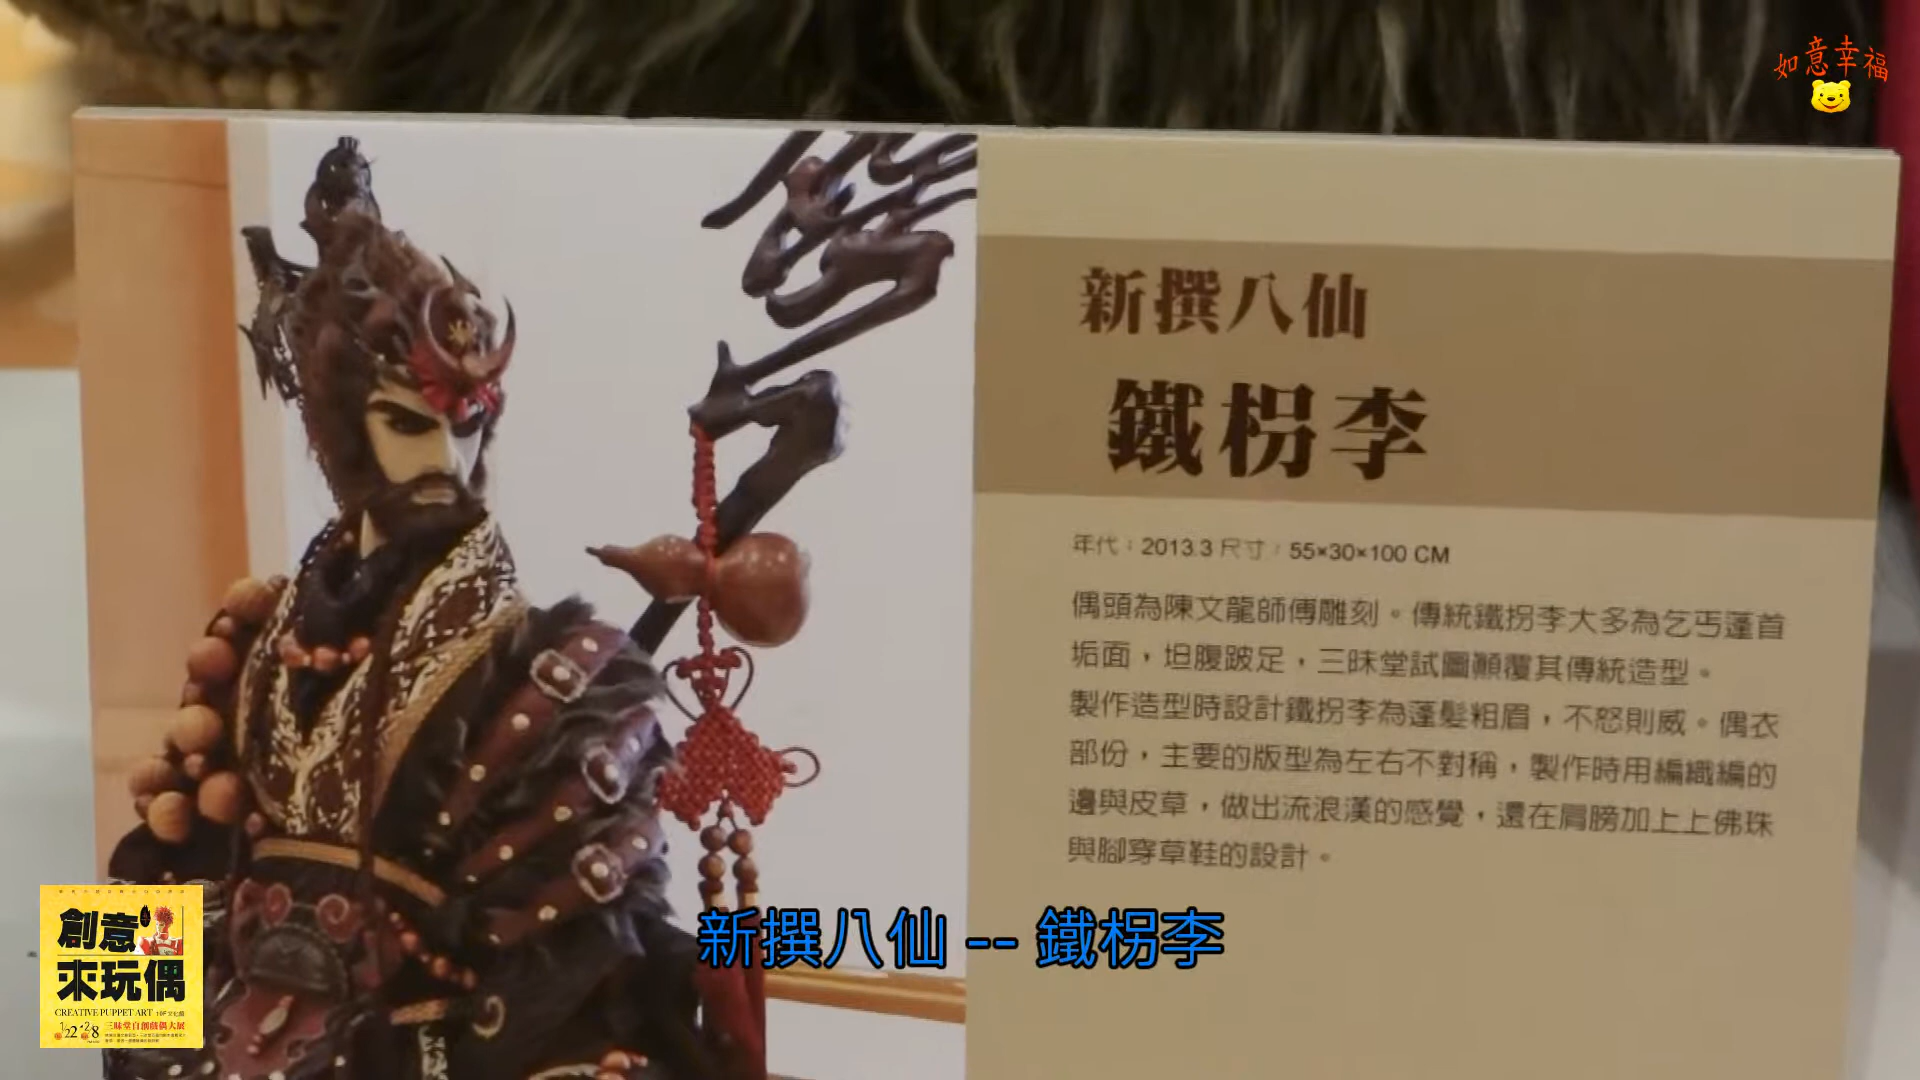 如意幸福
新撰八仙
鐵枴李
年代：2013.3 尺寸：55×30×100 CM
偶頭為陳文龍師傅雕刻。傳統鐵拐李大多為乞丐蓬首
垢面，坦腹跛足，三昧堂試圖顛覆其傳統造型。
製作造型時設計鐵拐李為蓬髮粗眉，不怒則威。偶衣
部份，主要的版型為左右不對稱，製作時用編織編的
邊與皮草，做出流浪漢的感覺，還在肩膀加上上佛珠
與腳穿草鞋的設計。
新撰八仙 -- 鐵枴李
創意
來玩偶
CREATIVE PUPPET ART 10F 文化館
1/22 2/8 三昧堂自創戲偶大展